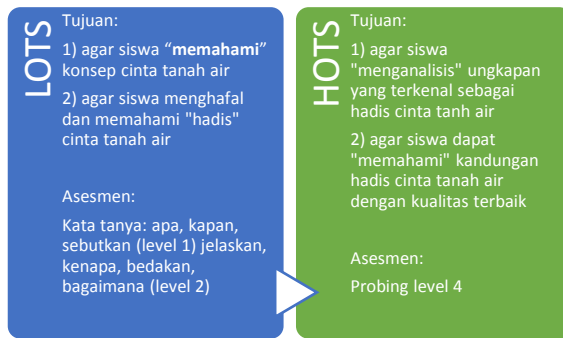 LOTS
Tujuan:
1) agar siswa “memahami”
konsep cinta tanah air
2) agar siswa menghafal
dan memahami "hadis"
cinta tanah air
Asesmen:
Kata tanya: apa, kapan,
sebutkan (level 1) jelaskan,
kenapa, bedakan,
bagaimana (level 2)
HOTS
Tujuan:
1) agar siswa
"menganalisis" ungkapan
yang terkenal sebagai
hadis cinta tanh air
2) agar siswa dapat
"memahami" kandungan
hadis cinta tanah air
dengan kualitas terbaik
Asesmen:
Probing level 4